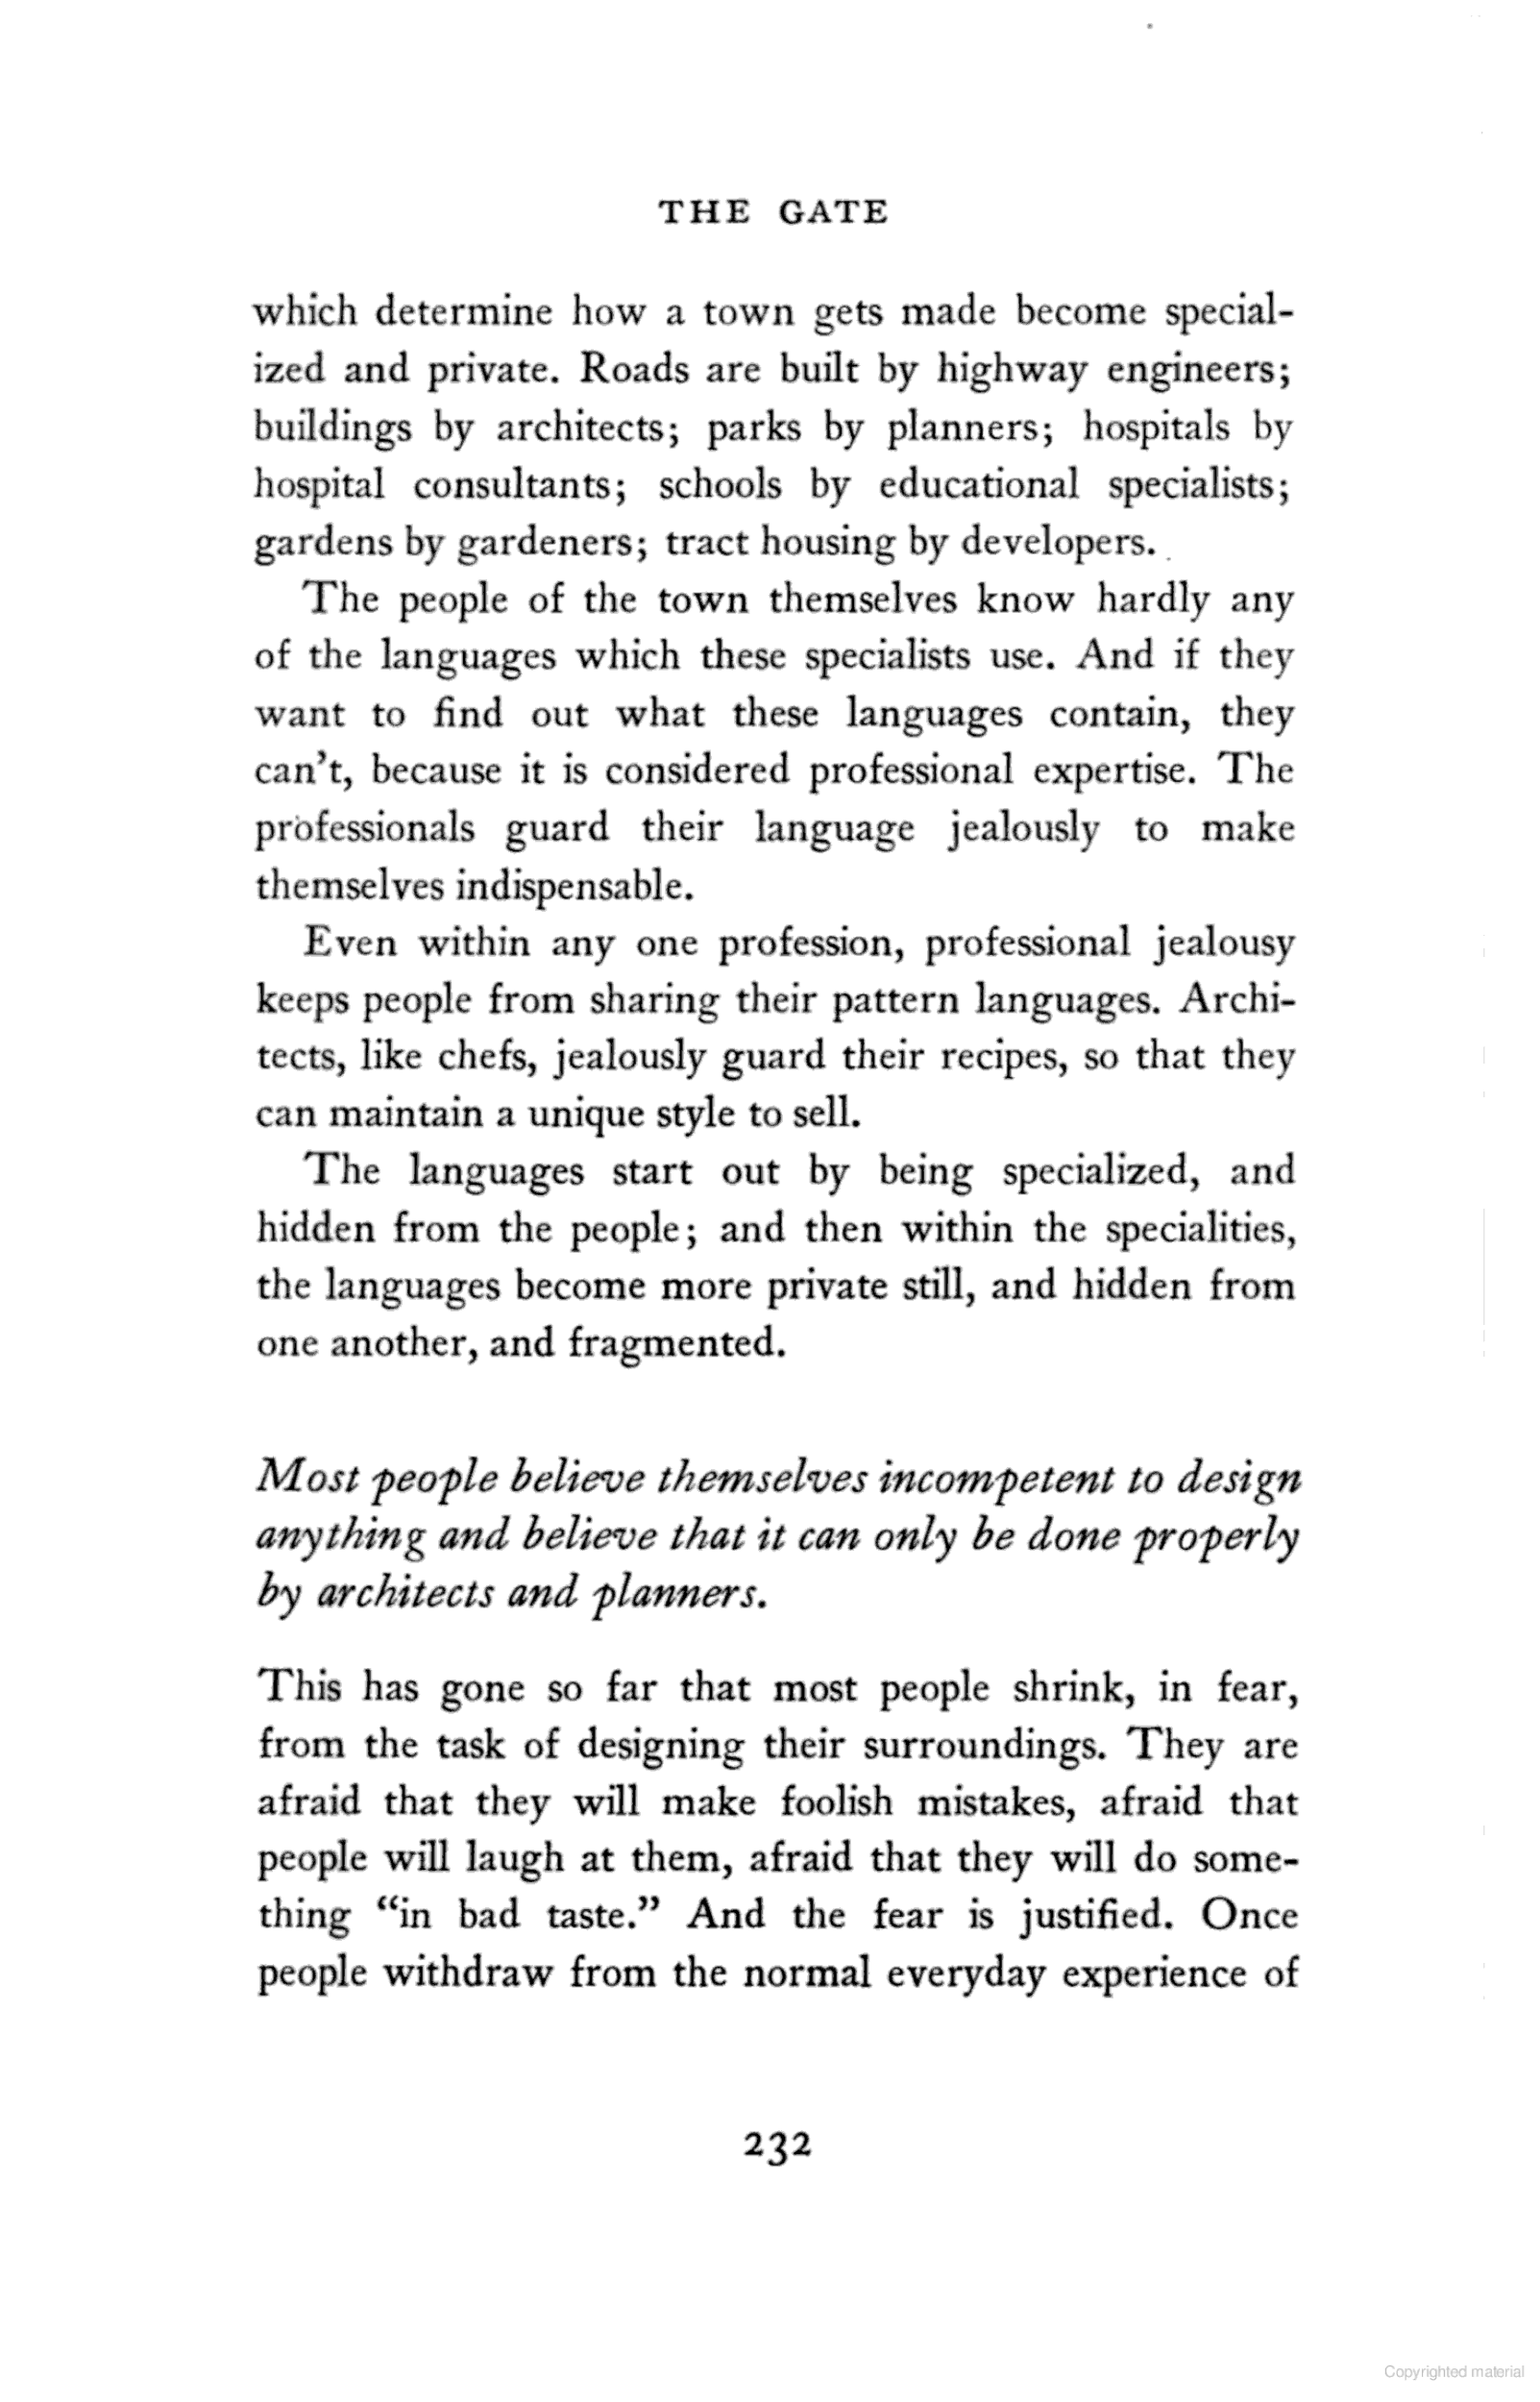 THE GATE
which determine how a town gets made become special-
ized and private. Roads are built by highway engineers;
buildings by architects; parks by planners; hospitals by
hospital consultants; schools by educational specialists;
gardens by gardeners; tract housing by developers.
The people of the town themselves know hardly any
of the languages which these specialists use. And if they
want to find out what these languages contain, they
can't, because it is considered professional expertise. The
professionals guard their language jealously to make
themselves indispensable.
Even within any one profession, professional jealousy
keeps people from sharing their pattern languages. Archi-
tects, like chefs, jealously guard their recipes, so that they
can maintain a unique style to sell.
The languages start out by being specialized, and
hidden from the people; and then within the specialities,
the languages become more private still, and hidden from
one another, and fragmented.
Most people believe themselves incompetent to design
anything and believe that it can only be done properly
by architects and planners.
This has gone so far that most people shrink, in fear,
from the task of designing their surroundings. They are
afraid that they will make foolish mistakes, afraid that
people will laugh at them, afraid that they will do some-
thing “in bad taste.” And the fear is justified. Once
people withdraw from the normal everyday experience of
232
Copyrighted material